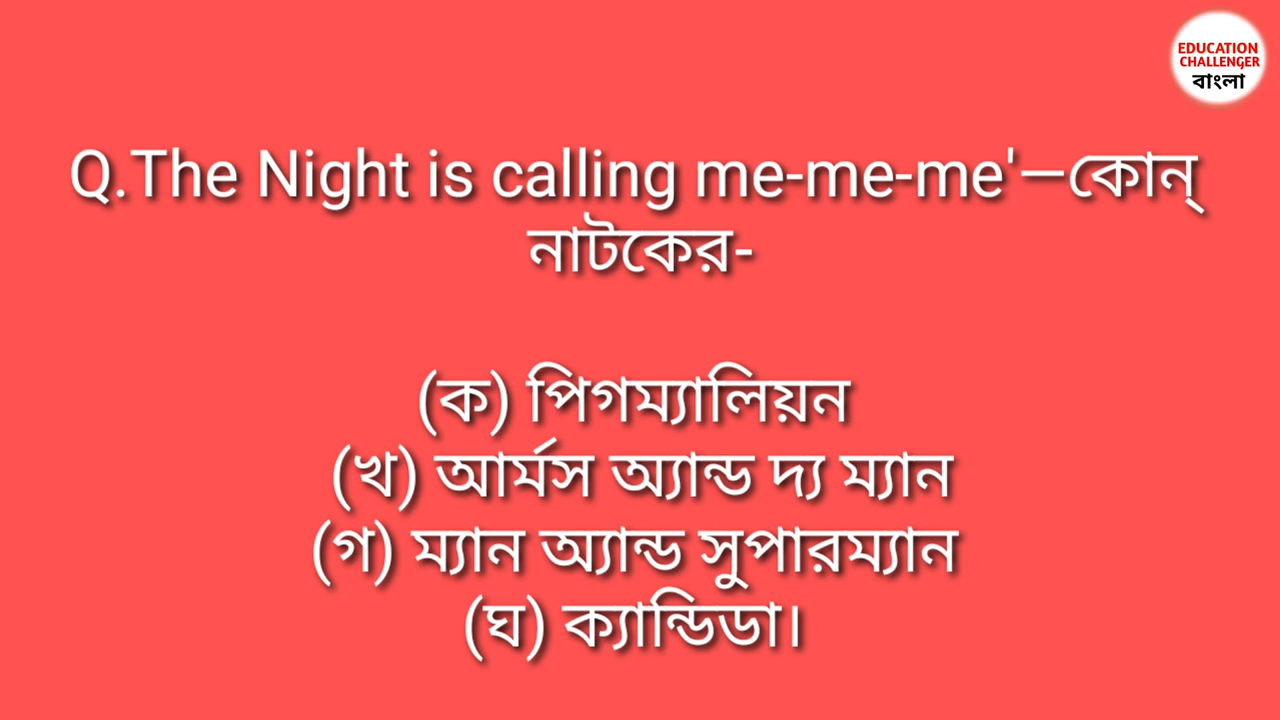 EDUCATION
CHALLENGER
বাংলা
Q.The Night is calling me-me-me'—কোন্
নাটকের-
(ক) পিগম্যালিয়ন
(খ) আর্মস অ্যান্ড দ্য ম্যান
(গ) ম্যান অ্যান্ড সুপারম্যান
(ঘ) ক্যান্ডিডা।